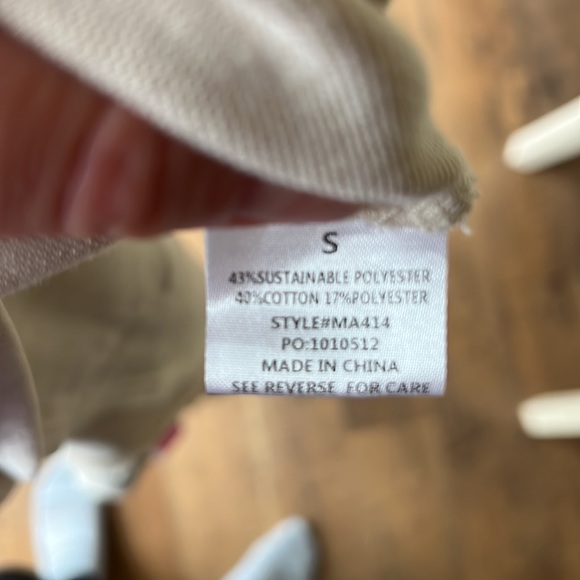 S
43%SUSTAINABLE POLYESTER
40%COTTON 17%POLYESTER
STYLE#MA414
PO:1010512
MADE IN CHINA
SEE REVERSE FOR CARE